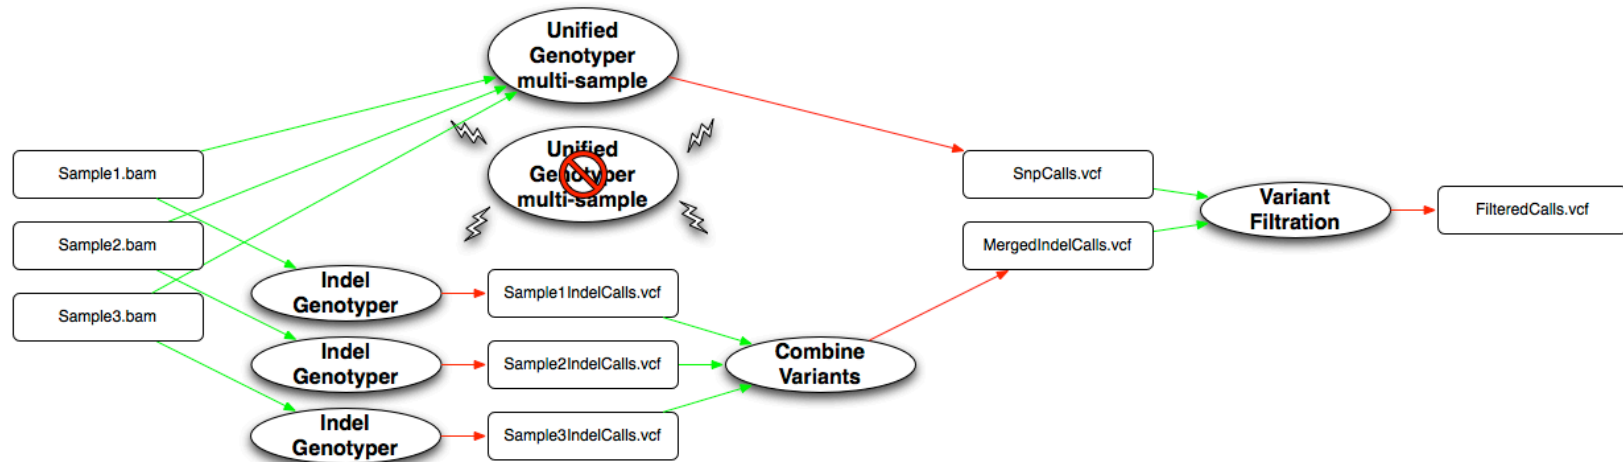 Unified
Genotyper
multi-sample
Unified
Genotyper
multi-sample
Sample1.bam
Sample2.bam
Sample3.bam
Indel
Genotyper
Indel
Genotyper
Indel
Genotyper
Sample1IndelCalls.vcf
Sample2IndelCalls.vcf
Sample3IndelCalls.vcf
Combine
Variants
SnpCalls.vcf
MergedIndelCalls.vcf
Variant
Filtration
FilteredCalls.vcf